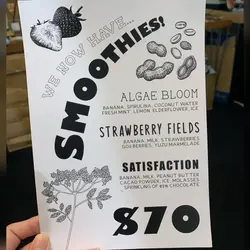 WE NOW HAVE...
SMOOTHIES!
ALGAE BLOOM
BANANA, SPIRULINA, COCONUT WATER
FRESH MINT, LEMON, ELDERFLOWER, ICE
STRAWBERRY FIELDS
BANANA, MILK, STRAWBERRIES
GOJI BERRIES, YUZU MARMALADE
SATISFACTION
BANANA, MILK, PEANUT BUTTER
CACAO POWDER, ICE, MOLASSES
SPRINKLING OF 85% CHOCOLATE
$70